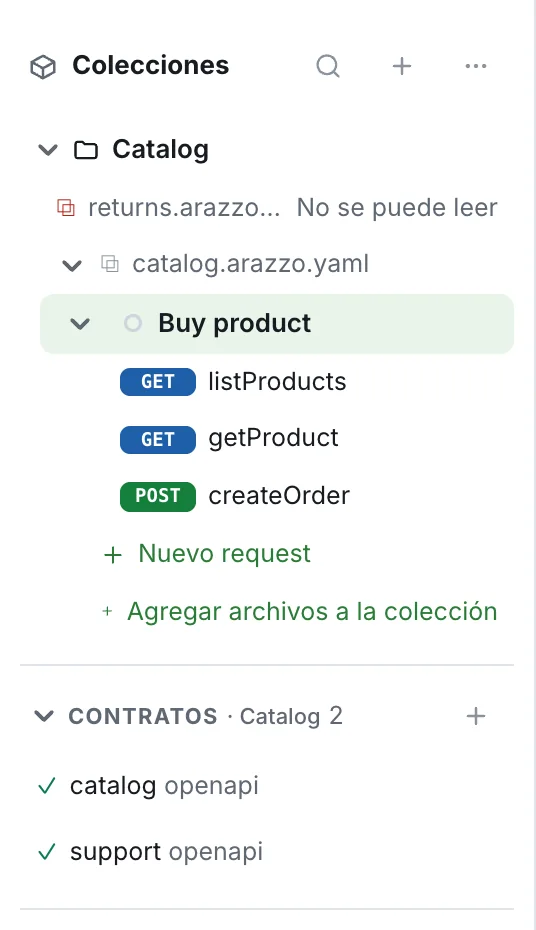 Colecciones
Catalog
returns.arazzo... No se puede leer
catalog.arazzo.yaml
Buy product
GET listProducts
GET getProduct
POST createOrder
+ Nuevo request
+ Agregar archivos a la colección
CONTRATOS · Catalog 2
catalog openapi
support openapi